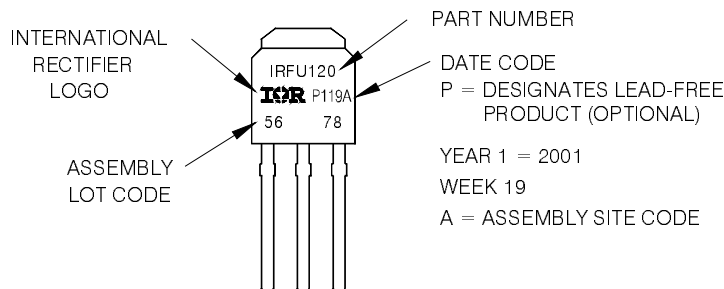 INTERNATIONAL
RECTIFIER
LOGO
ASSEMBLY
LOT CODE
IRFU120
IOR P119A
56 78
PART NUMBER
DATE CODE
P = DESIGNATES LEAD-FREE
PRODUCT (OPTIONAL)
YEAR 1 = 2001
WEEK 19
A = ASSEMBLY SITE CODE